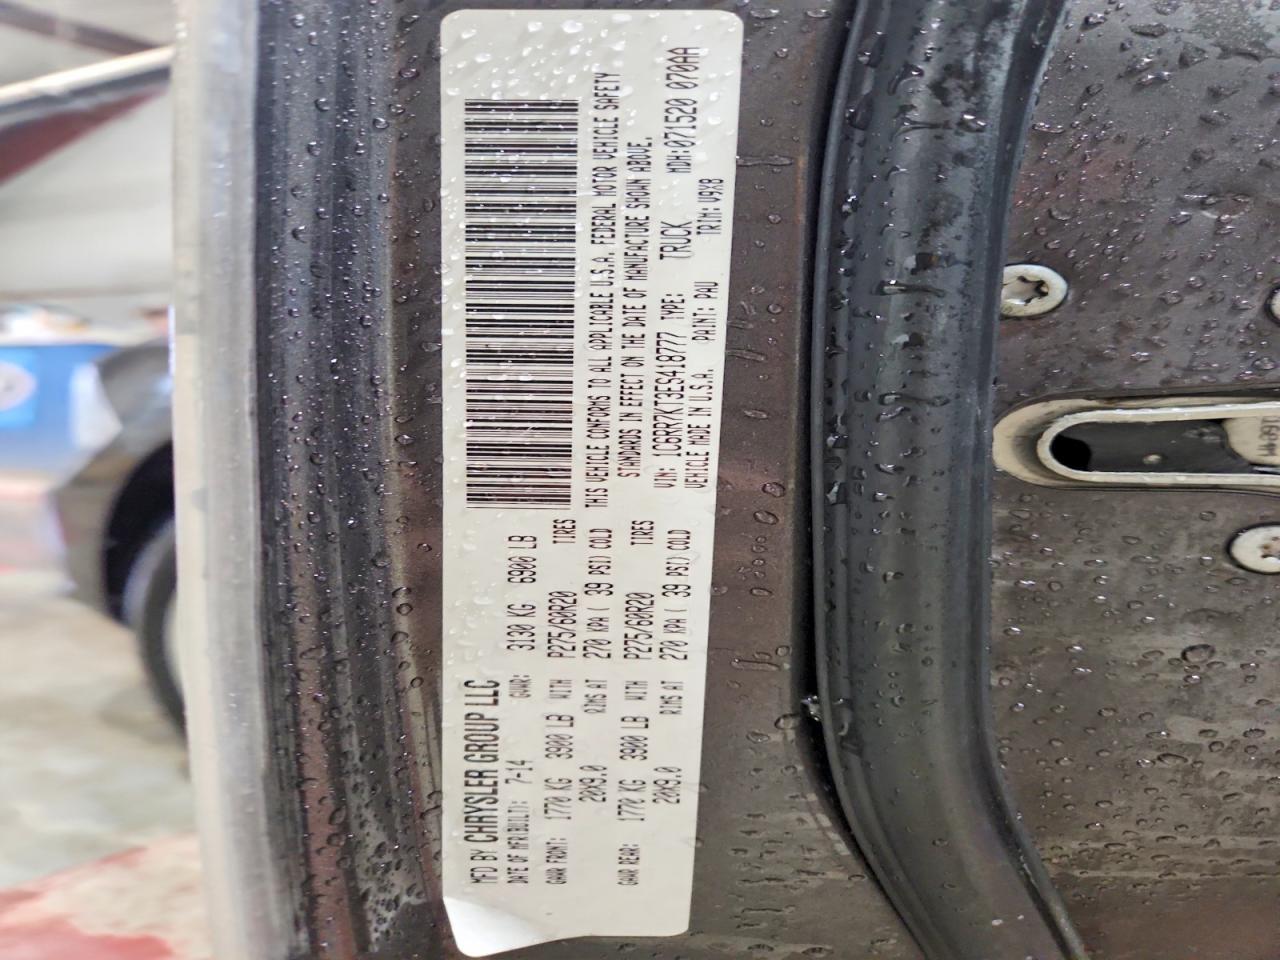 MFD BY CHRYSLER GROUP LLC
DATE OF MFR(BUILT): 7-14 GVWR: 3130 KG 6900 LB
GAWR FRONT: 1770 KG 3900 LB WITH P275/60R20 TIRES
20X9.0 RIMS AT 270 KPA ( 39 PSI) COLD
GAWR REAR: 1770 KG 3900 LB WITH P275/60R20 TIRES
20X9.0 RIMS AT 270 KPA ( 39 PSI) COLD
THIS VEHICLE CONFORMS TO ALL APPLICABLE U.S.A. FEDERAL MOTOR VEHICLE SAFETY
STANDARDS IN EFFECT ON THE DATE OF MANUFACTURE SHOWN ABOVE.
VIN: 1C6RR7KT3ES418777 TYPE: TRUCK MDH:071520 070AA
VEHICLE MADE IN U.S.A. PAINT: PAU TRIM: V9X8